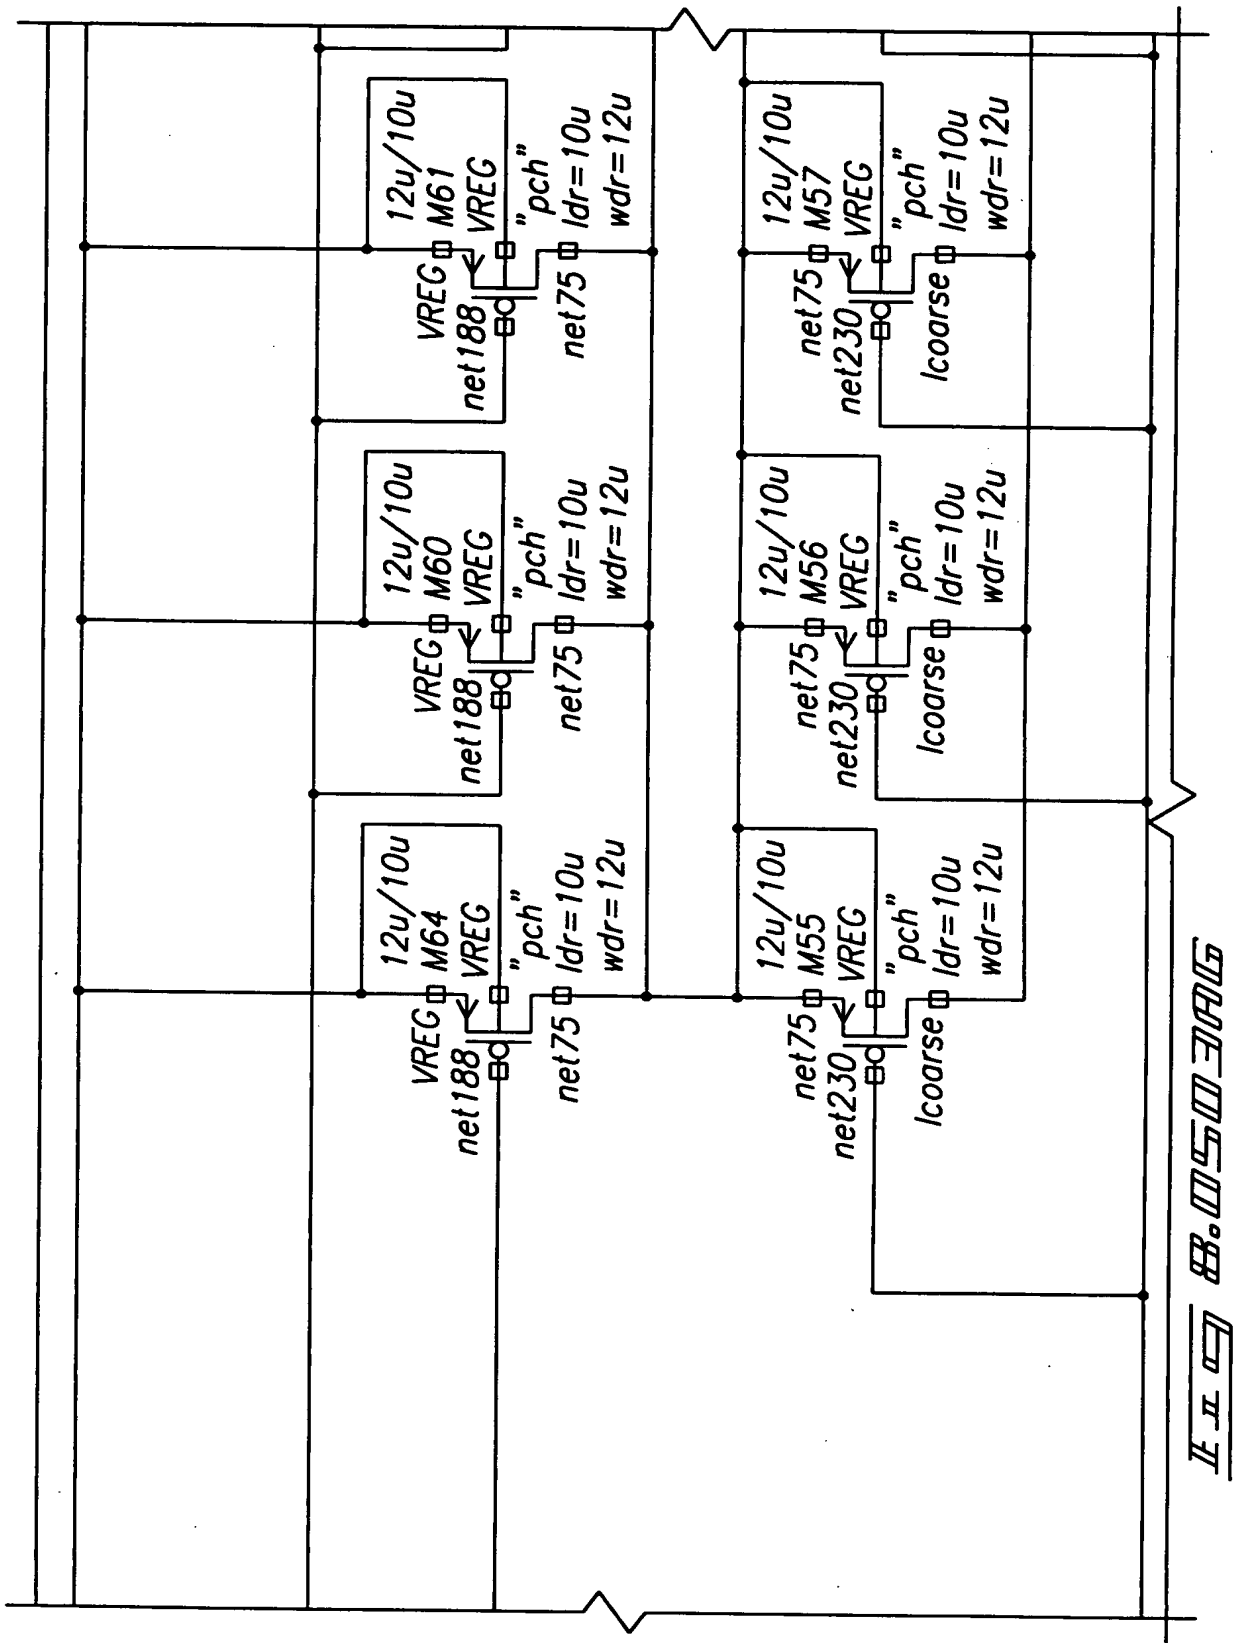 12u/10u
M64
VREG
VREG
net188
"pch"
net75
ldr=10u
wdr=12u
12u/10u
M60
VREG
VREG
net188
"pch"
net75
ldr=10u
wdr=12u
12u/10u
M61
VREG
VREG
net188
"pch"
net75
ldr=10u
wdr=12u
12u/10u
M55
net75
VREG
net230
"pch"
Icoarse
ldr=10u
wdr=12u
12u/10u
M56
net75
VREG
net230
"pch"
Icoarse
ldr=10u
wdr=12u
12u/10u
M57
net75
VREG
net230
"pch"
Icoarse
ldr=10u
wdr=12u
FIG 8.0503AG